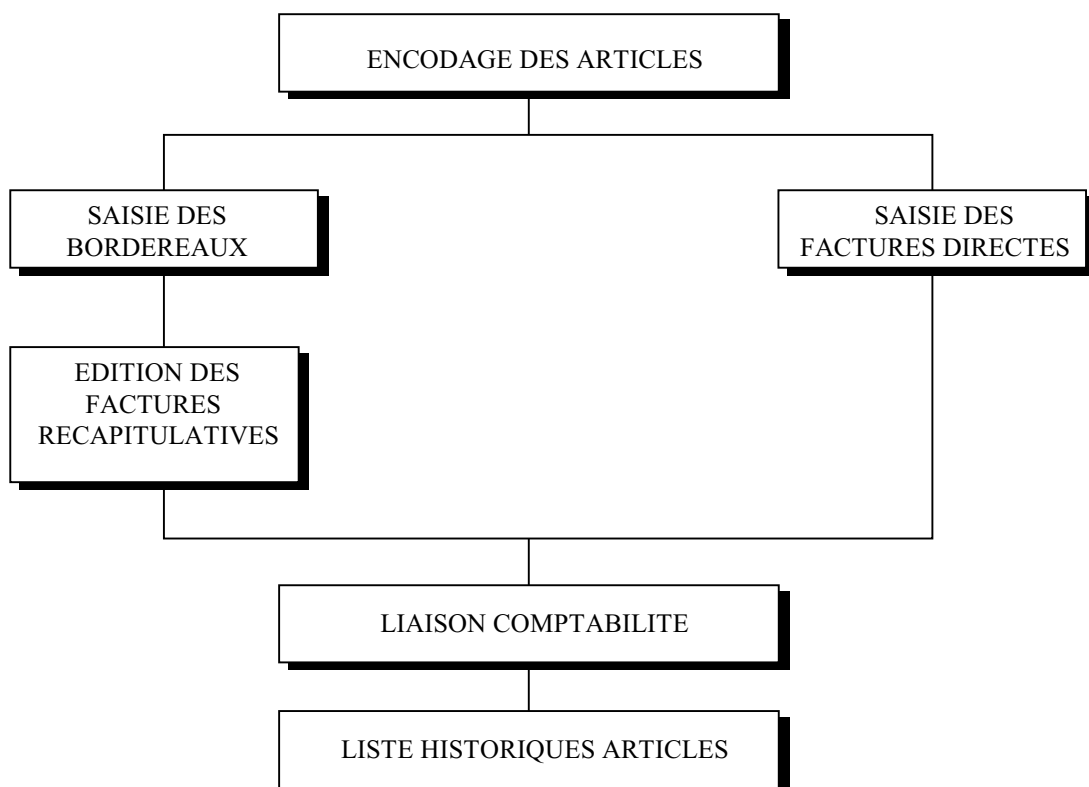 ENCODAGE DES ARTICLES
SAISIE DES
BORDEREAUX
SAISIE DES
FACTURES DIRECTES
EDITION DES
FACTURES
RECAPITULATIVES
LIAISON COMPTABILITE
LISTE HISTORIQUES ARTICLES